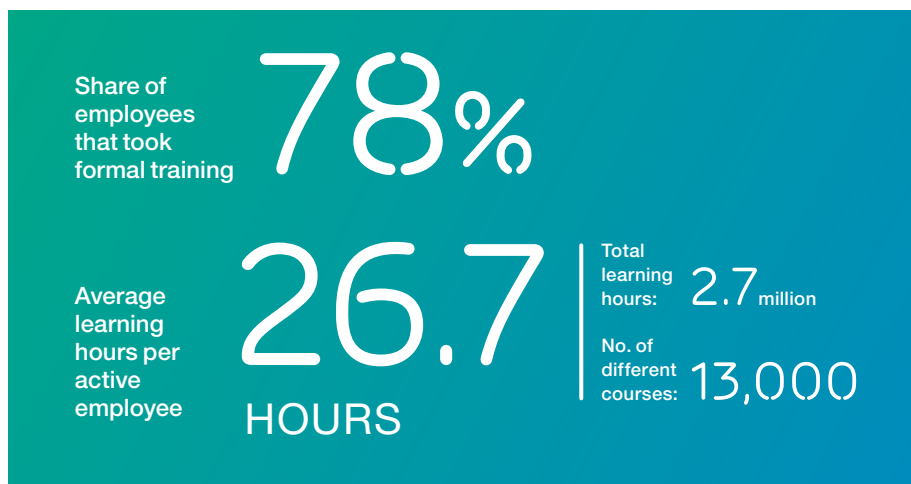 Share of
employees
that took
formal training
78%
Average
learning
hours per
active
employee
26.7
HOURS
Total
learning
hours:
2.7 million
No. of
different
courses:
13,000